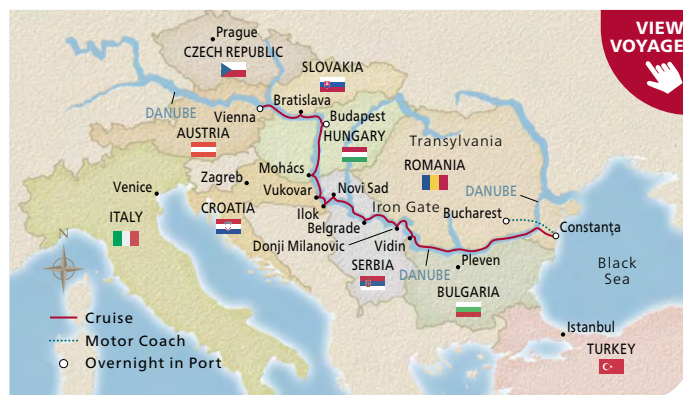 VIEW
VOYAGE
Prague
CZECH REPUBLIC
SLOVAKIA
DANUBE
Vienna
Bratislava
Budapest
HUNGARY
AUSTRIA
Transylvania
ROMANIA
Mohács
Zagreb
Venice
Vukovar
Novi Sad
DANUBE
ITALY
CROATIA
Ilok
Iron Gate
Bucharest
Constanţa
Belgrade
Donji Milanovic
Vidin
SERBIA
DANUBE
Pleven
BULGARIA
Black
Sea
N
Cruise
Motor Coach
Overnight in Port
Istanbul
TURKEY